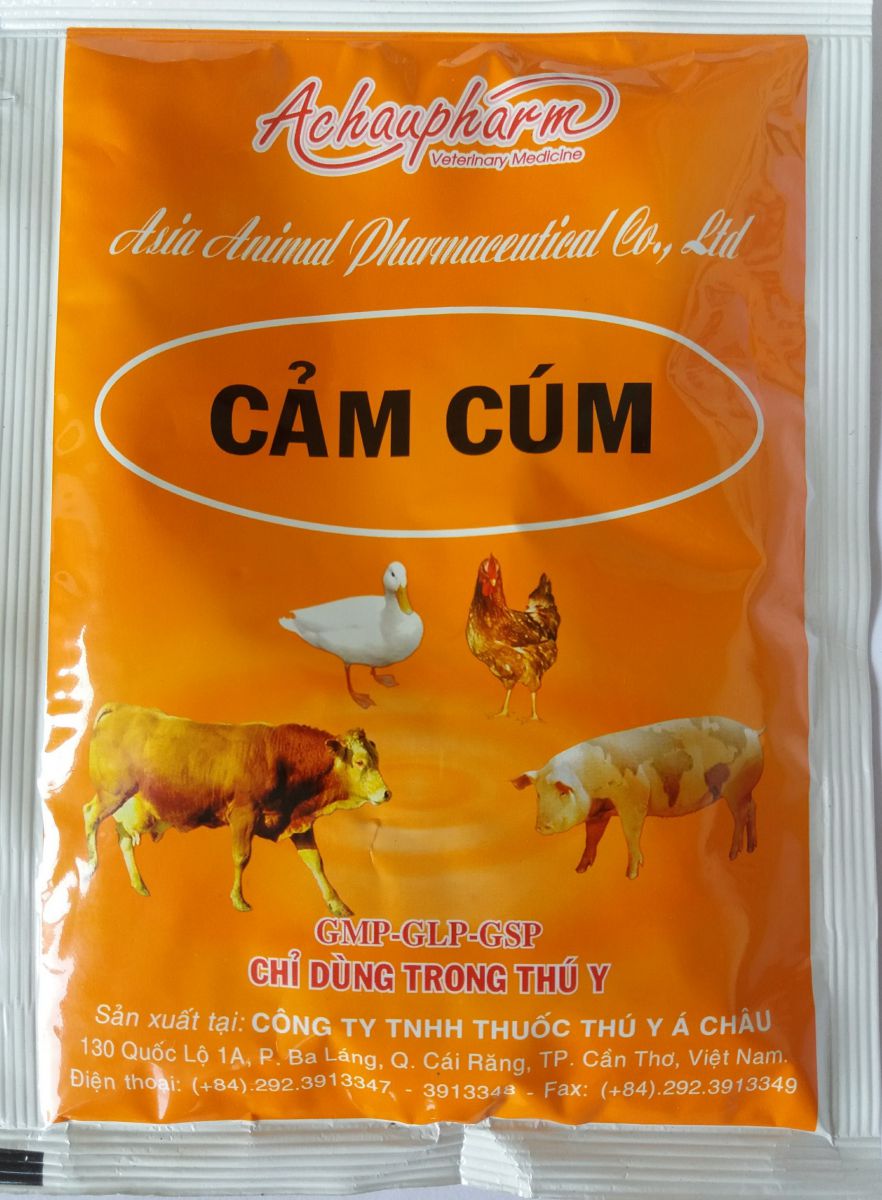 Achaupharm
Veterinary Medicine
Asia Animal Pharmaceutical Co., Ltd
CẢM CÚM
GMP-GLP-GSP
CHỈ DÙNG TRONG THÚ Y
Sản xuất tại: CÔNG TY TNHH THUỐC THÚ Y Á CHÂU
130 Quốc Lộ 1A, P. Ba Láng, Q. Cái Răng, TP. Cần Thơ, Việt Nam.
Điện thoại: (+84).292.3913347 - 3913348 - Fax: (+84).292.3913349